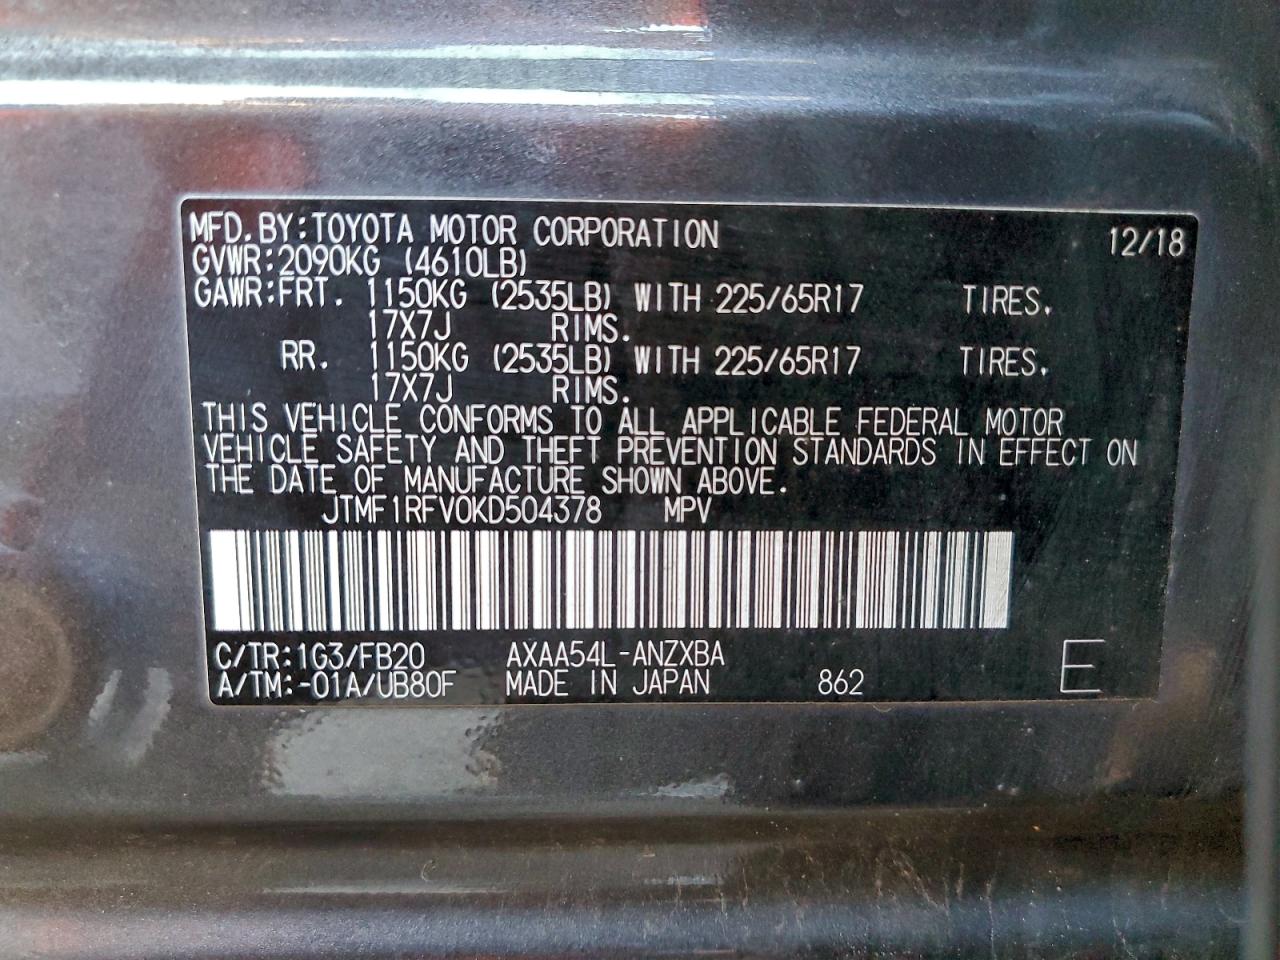 MFD.BY:TOYOTA MOTOR CORPORATION 12/18
GVWR:2090KG (4610LB)
GAWR:FRT. 1150KG (2535LB) WITH 225/65R17 TIRES.
17X7J RIMS.
RR. 1150KG (2535LB) WITH 225/65R17 TIRES.
17X7J RIMS.
THIS VEHICLE CONFORMS TO ALL APPLICABLE FEDERAL MOTOR
VEHICLE SAFETY AND THEFT PREVENTION STANDARDS IN EFFECT ON
THE DATE OF MANUFACTURE SHOWN ABOVE.
JTMF1RFV0KD504378 MPV
C/TR:1G3/FB20 AXAA54L-ANZXBA
A/TM:-01A/UB80F MADE IN JAPAN 862 E